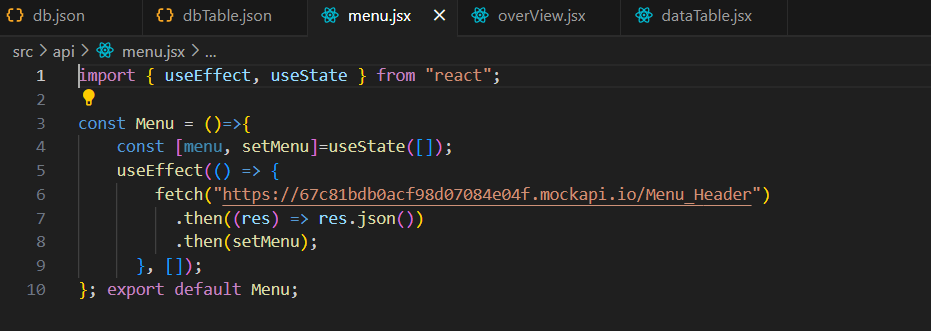 db.json dbTable.json menu.jsx overView.jsx dataTable.jsx
src > api > menu.jsx > ...
1 import { useEffect, useState } from "react";
2
3 const Menu = ()=>{
4 const [menu, setMenu]=useState([]);
5 useEffect(() => {
6 fetch("https://67c81bdb0acf98d07084e04f.mockapi.io/Menu_Header")
7 .then((res) => res.json())
8 .then(setMenu);
9 }, []);
10 }; export default Menu;